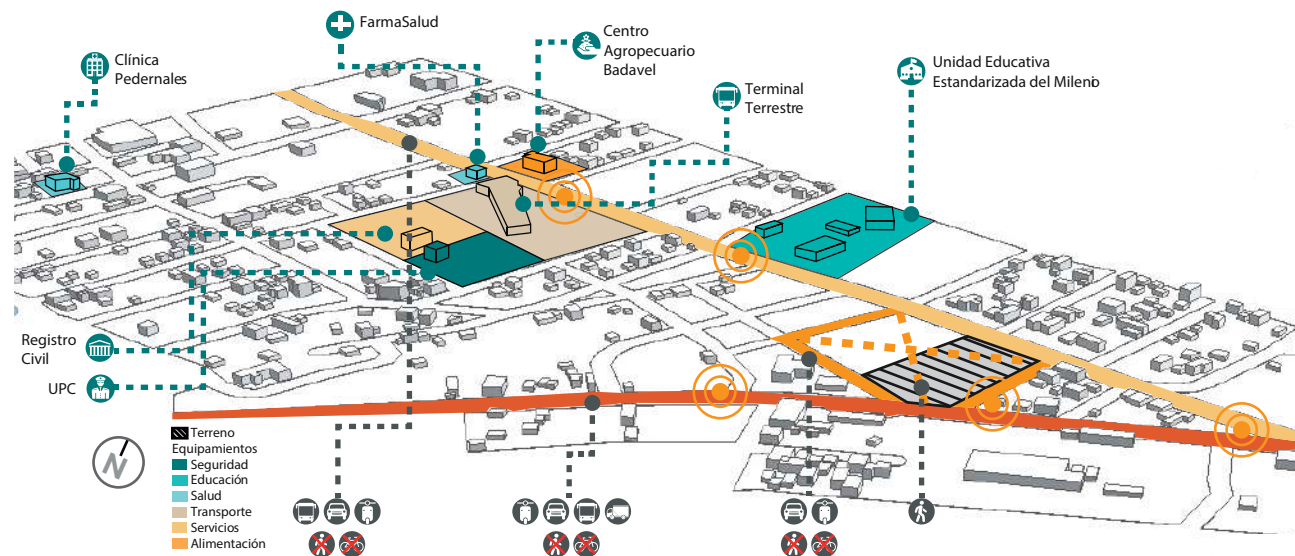 FarmaSalud
Centro
Agropecuario
Badavel
Clínica
Pedernales
Unidad Educativa
Estandarizada del Milenio
Terminal
Terrestre
Registro
Civil
UPC
N
Terreno
Equipamientos
Seguridad
Educación
Salud
Transporte
Servicios
Alimentación